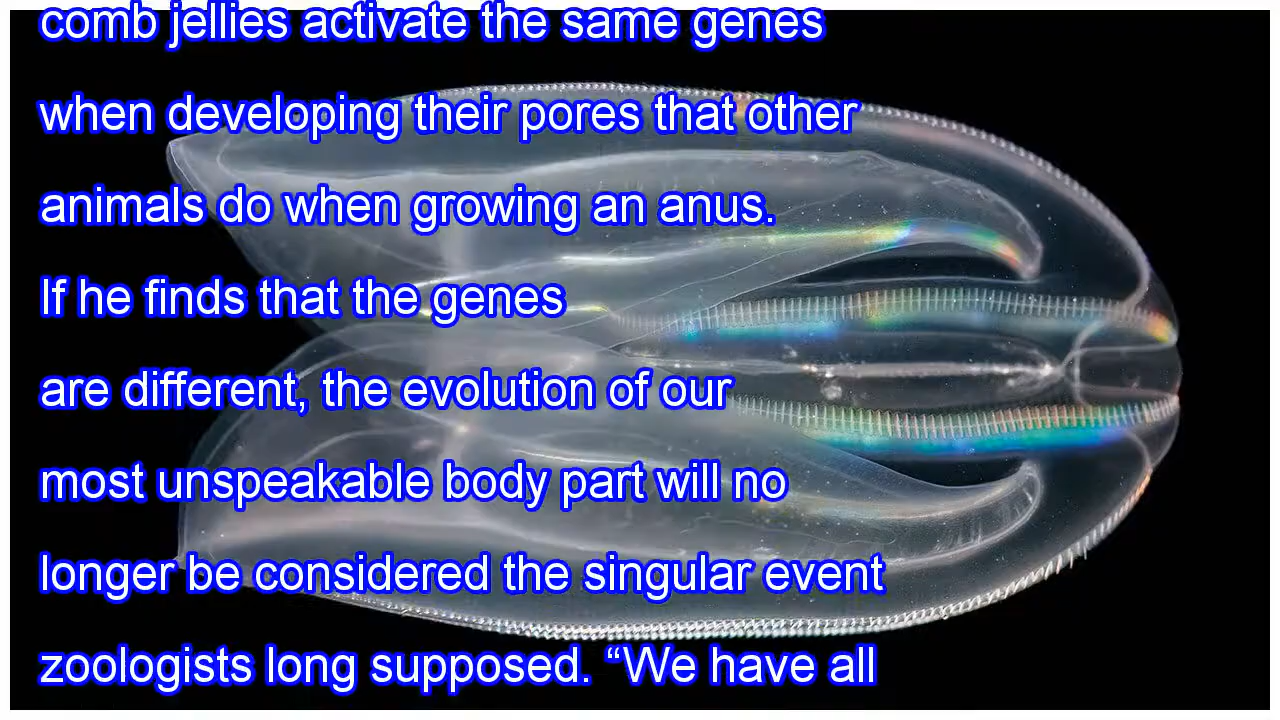 comb jellies activate the same genes
when developing their pores that other
animals do when growing an anus.
If he finds that the genes
are different, the evolution of our
most unspeakable body part will no
longer be considered the singular event
zoologists long supposed. “We have all